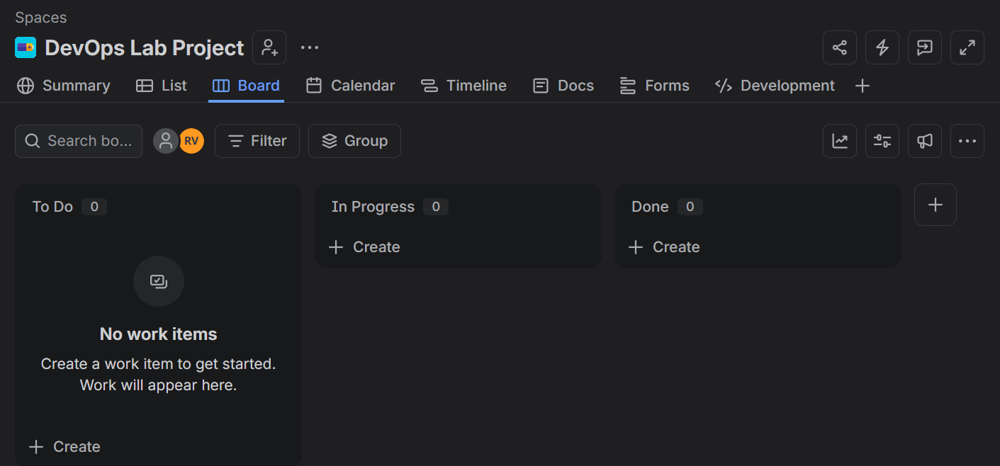 Spaces
DevOps Lab Project
Summary List Board Calendar Timeline Docs Forms Development
Search bo... RV Filter Group
To Do 0 In Progress 0 Done 0
Create Create
No work items
Create a work item to get started.
Work will appear here.
Create